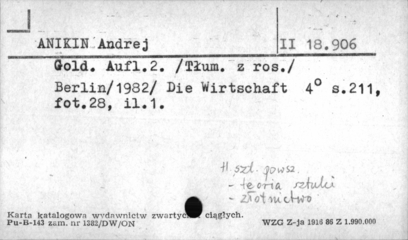 ANIKIN Andrej
II 18.906
Gold. Aufl.2. /Tłum. z ros./
Berlin/1982/ Die Wirtschaft 4° s.211,
fot.28, il.1.
H. szt. powsz.
- teoria sztuki
- złotnictwo
Karta katalogowa wydawnictw zwartych i ciągłych.
Pu-B-143 zam. nr 1382/DW/ON
WZG Z-ja 1916 86 Z 1.990.000